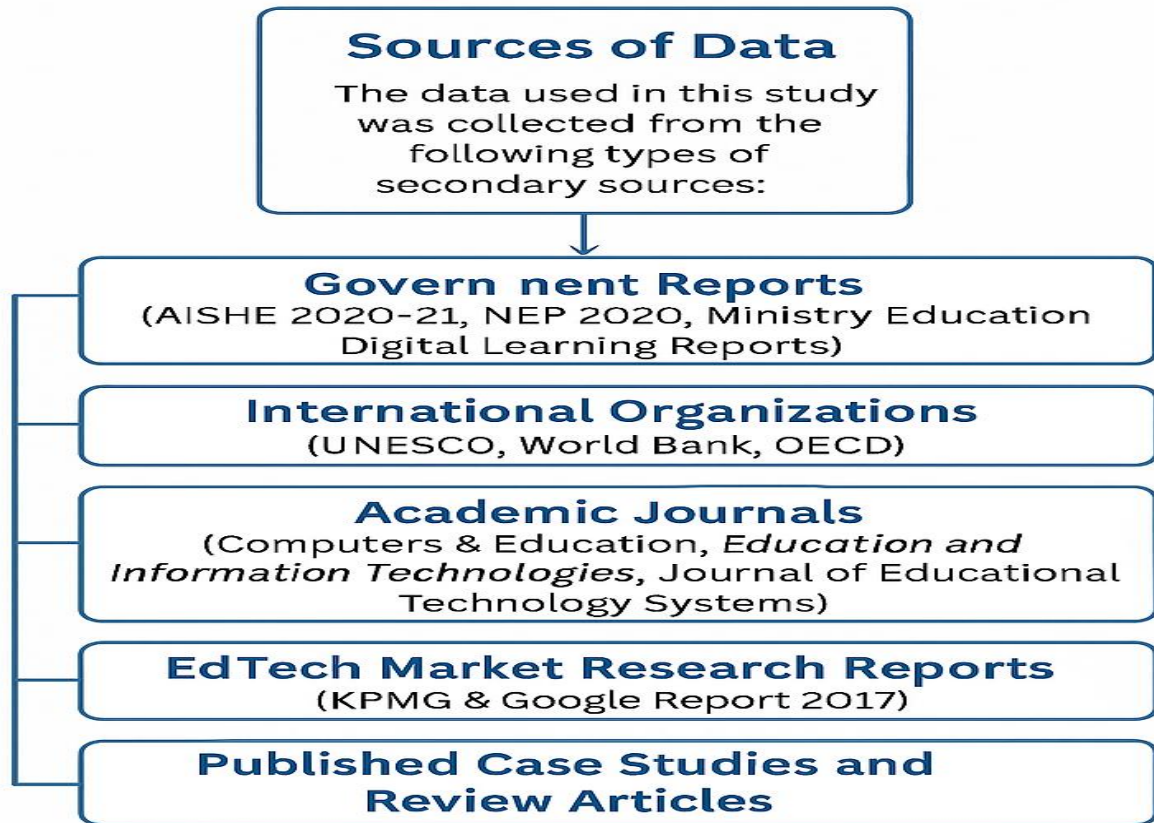 Sources of Data
The data used in this study
was collected from the
following types of
secondary sources:
Govern nent Reports
(AISHE 2020-21, NEP 2020, Ministry Education
Digital Learning Reports)
International Organizations
(UNESCO, World Bank, OECD)
Academic Journals
(Computers & Education, Education and
Information Technologies, Journal of Educational
Technology Systems)
EdTech Market Research Reports
(KPMG & Google Report 2017)
Published Case Studies and
Review Articles